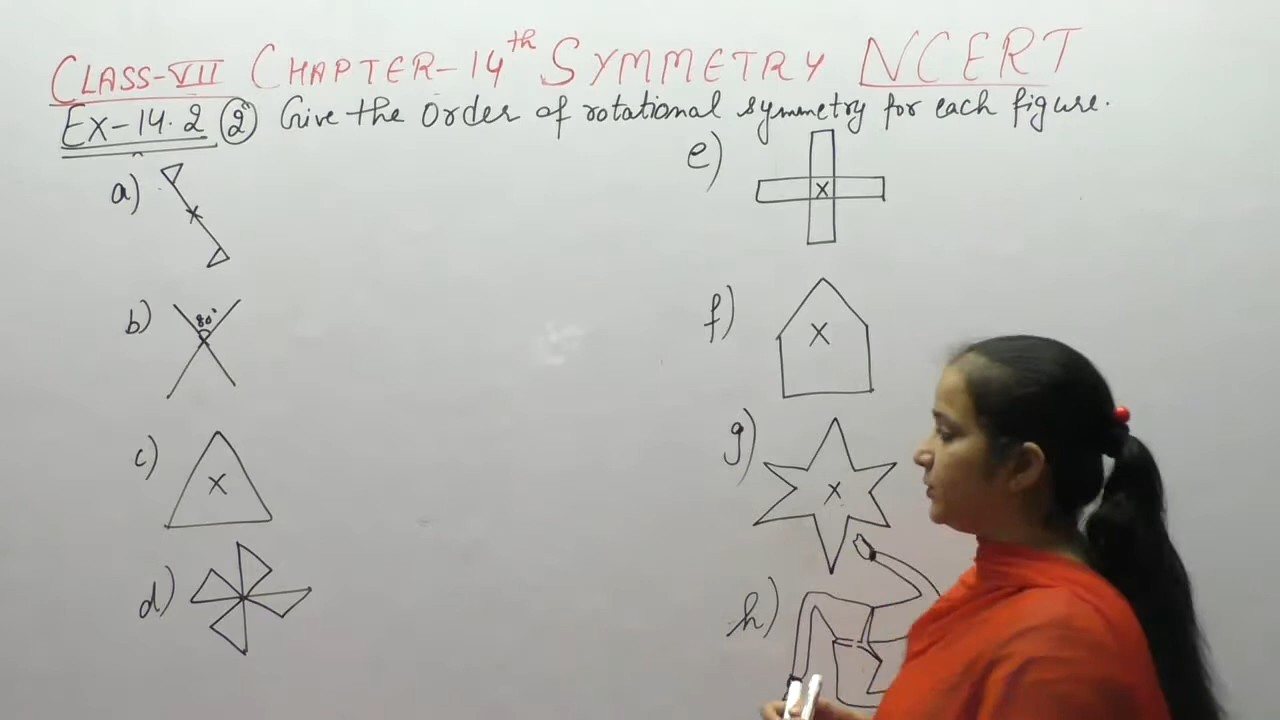 CLASS-VII CHAPTER-14th SYMMETRY NCERT
EX-14.2 (2) Give the Order of rotational symmetry for each figure.
a)
b) 80°
c)
d)
e)
f)
g)
h)